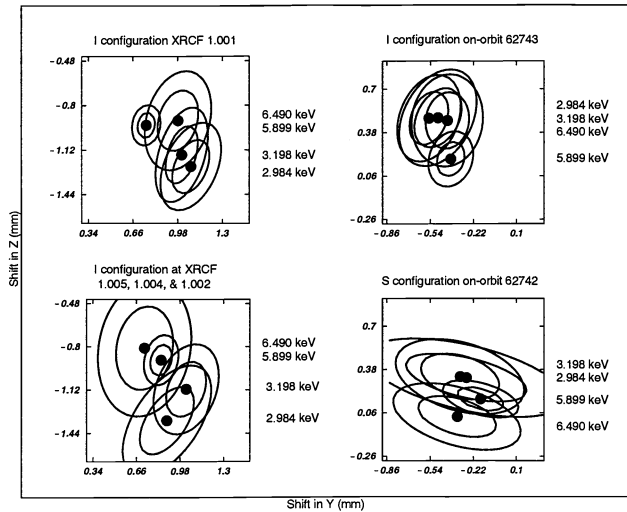 I configuration XRCF 1.001
- 0.48
- 0.8
- 1.12
- 1.44
0.34 0.66 0.98 1.3
6.490 keV
5.899 keV
3.198 keV
2.984 keV
I configuration on-orbit 62743
0.7
0.38
0.06
- 0.26
- 0.86 - 0.54 - 0.22 0.1
2.984 keV
3.198 keV
6.490 keV
5.899 keV
I configuration at XRCF
1.005, 1.004, & 1.002
- 0.48
- 0.8
- 1.12
- 1.44
0.34 0.66 0.98 1.3
6.490 keV
5.899 keV
3.198 keV
2.984 keV
S configuration on-orbit 62742
0.7
0.38
0.06
- 0.26
- 0.86 - 0.54 - 0.22 0.1
3.198 keV
2.984 keV
5.899 keV
6.490 keV
Shift in Z (mm)
Shift in Y (mm)